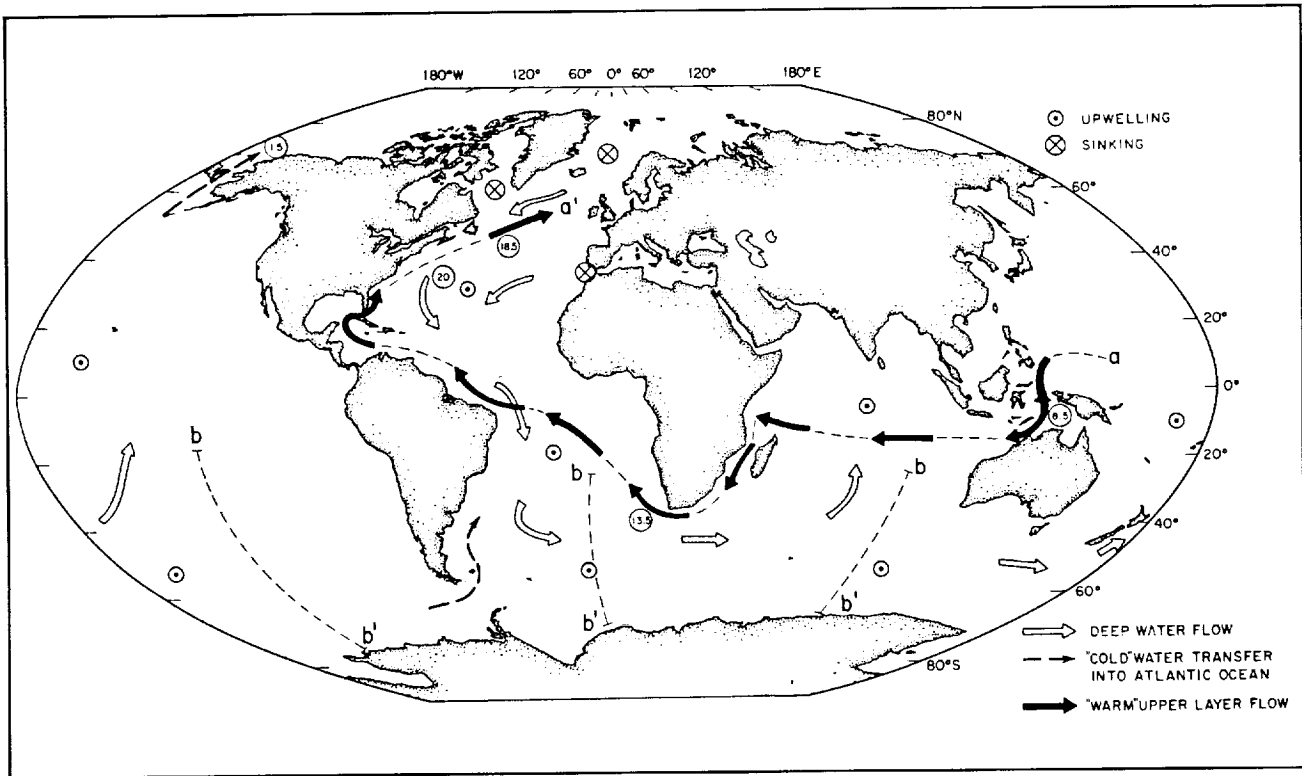 180°W 120° 60° 0° 60° 120° 180°E
80°N
UPWELLING
SINKING
1.5
60°
a'
18.5
40°
20
20°
a
0°
8.5
b
b
b
20°
13.5
40°
60°
b'
b'
b'
DEEP WATER FLOW
80°S
"COLD" WATER TRANSFER
INTO ATLANTIC OCEAN
"WARM" UPPER LAYER FLOW